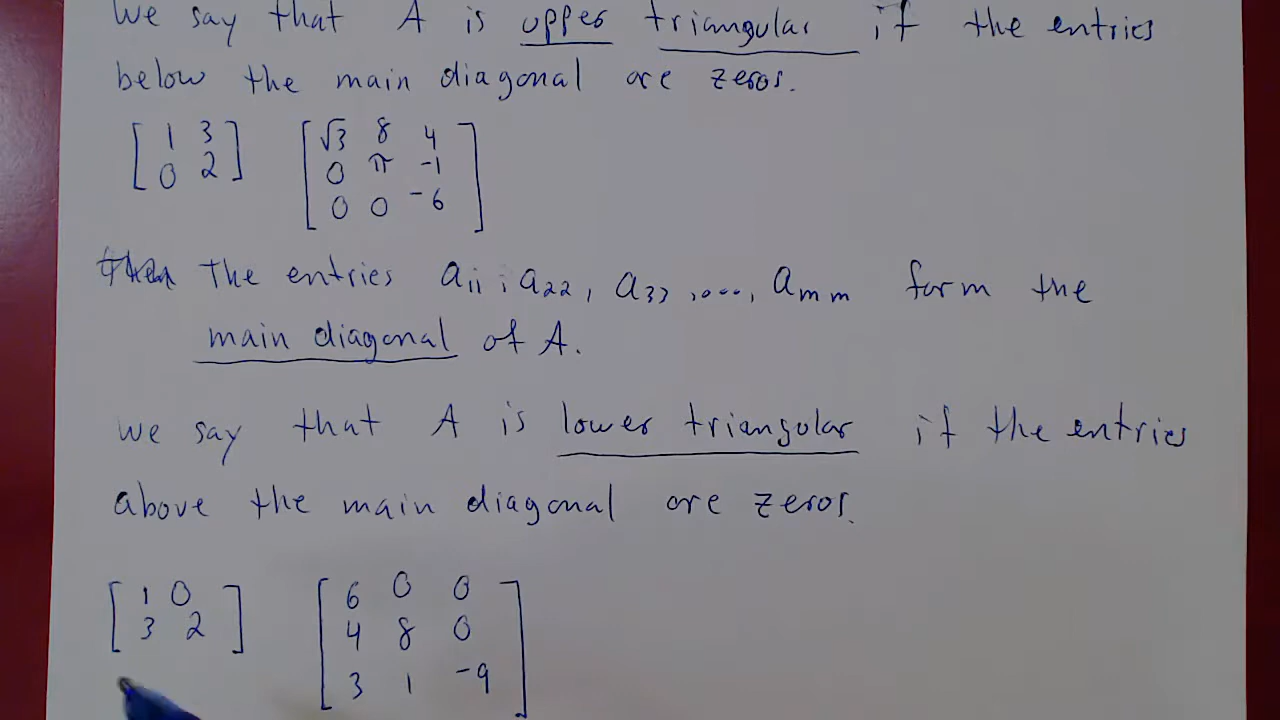 We say that A is upper triangular if the entries
below the main diagonal are zeros.
[1 3] [√3 8 4]
[0 2] [0 π -1]
[0 0 -6]
The entries a11, a22, a33, ..., amm form the
main diagonal of A.
We say that A is lower triangular if the entries
above the main diagonal are zeros.
[1 0] [6 0 0]
[3 2] [4 8 0]
[3 1 -9]